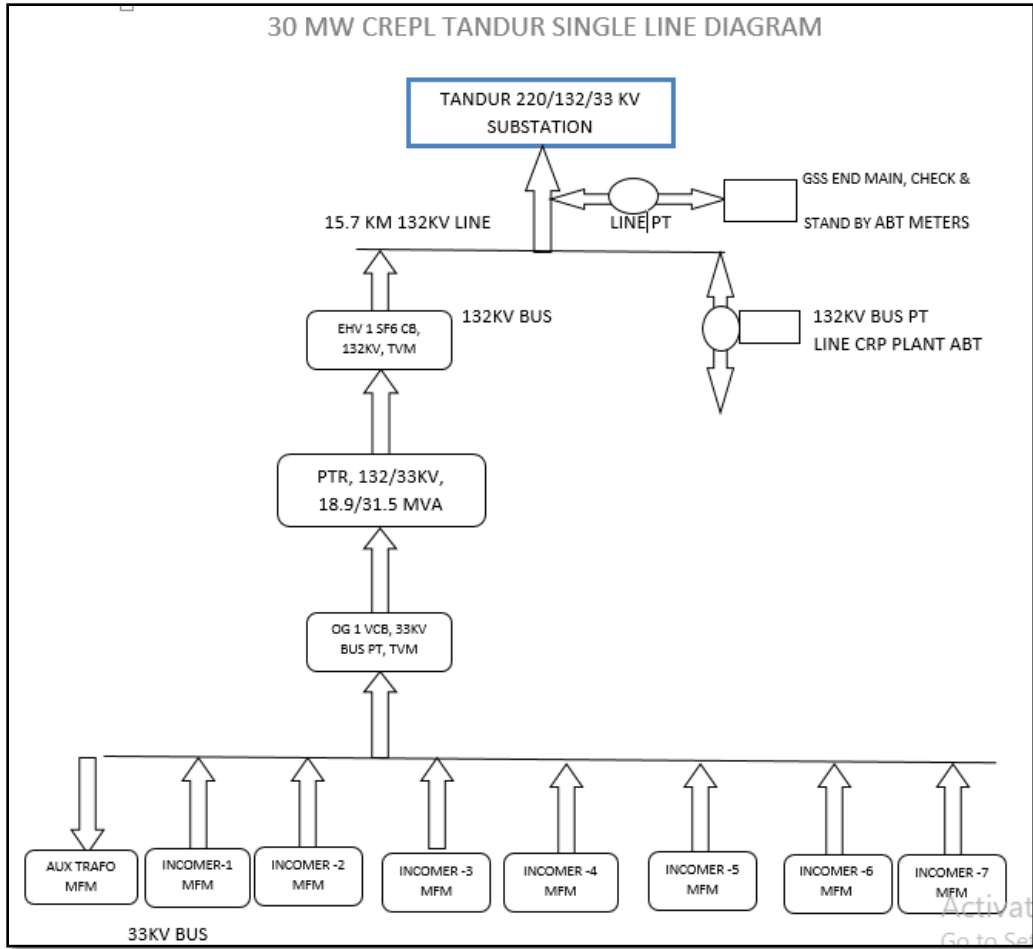 30 MW CREPL TANDUR SINGLE LINE DIAGRAM
TANDUR 220/132/33 KV
SUBSTATION
GSS END MAIN, CHECK &
STAND BY ABT METERS
15.7 KM 132KV LINE
LINE PT
132KV BUS
132KV BUS PT
LINE CRP PLANT ABT
EHV 1 SF6 CB,
132KV, TVM
PTR, 132/33KV,
18.9/31.5 MVA
OG 1 VCB, 33KV
BUS PT, TVM
AUX TRAFO
MFM
INCOMER-1
MFM
INCOMER -2
MFM
INCOMER -3
MFM
INCOMER -4
MFM
INCOMER -5
MFM
INCOMER -6
MFM
INCOMER -7
MFM
33KV BUS
Activat
Go to Set